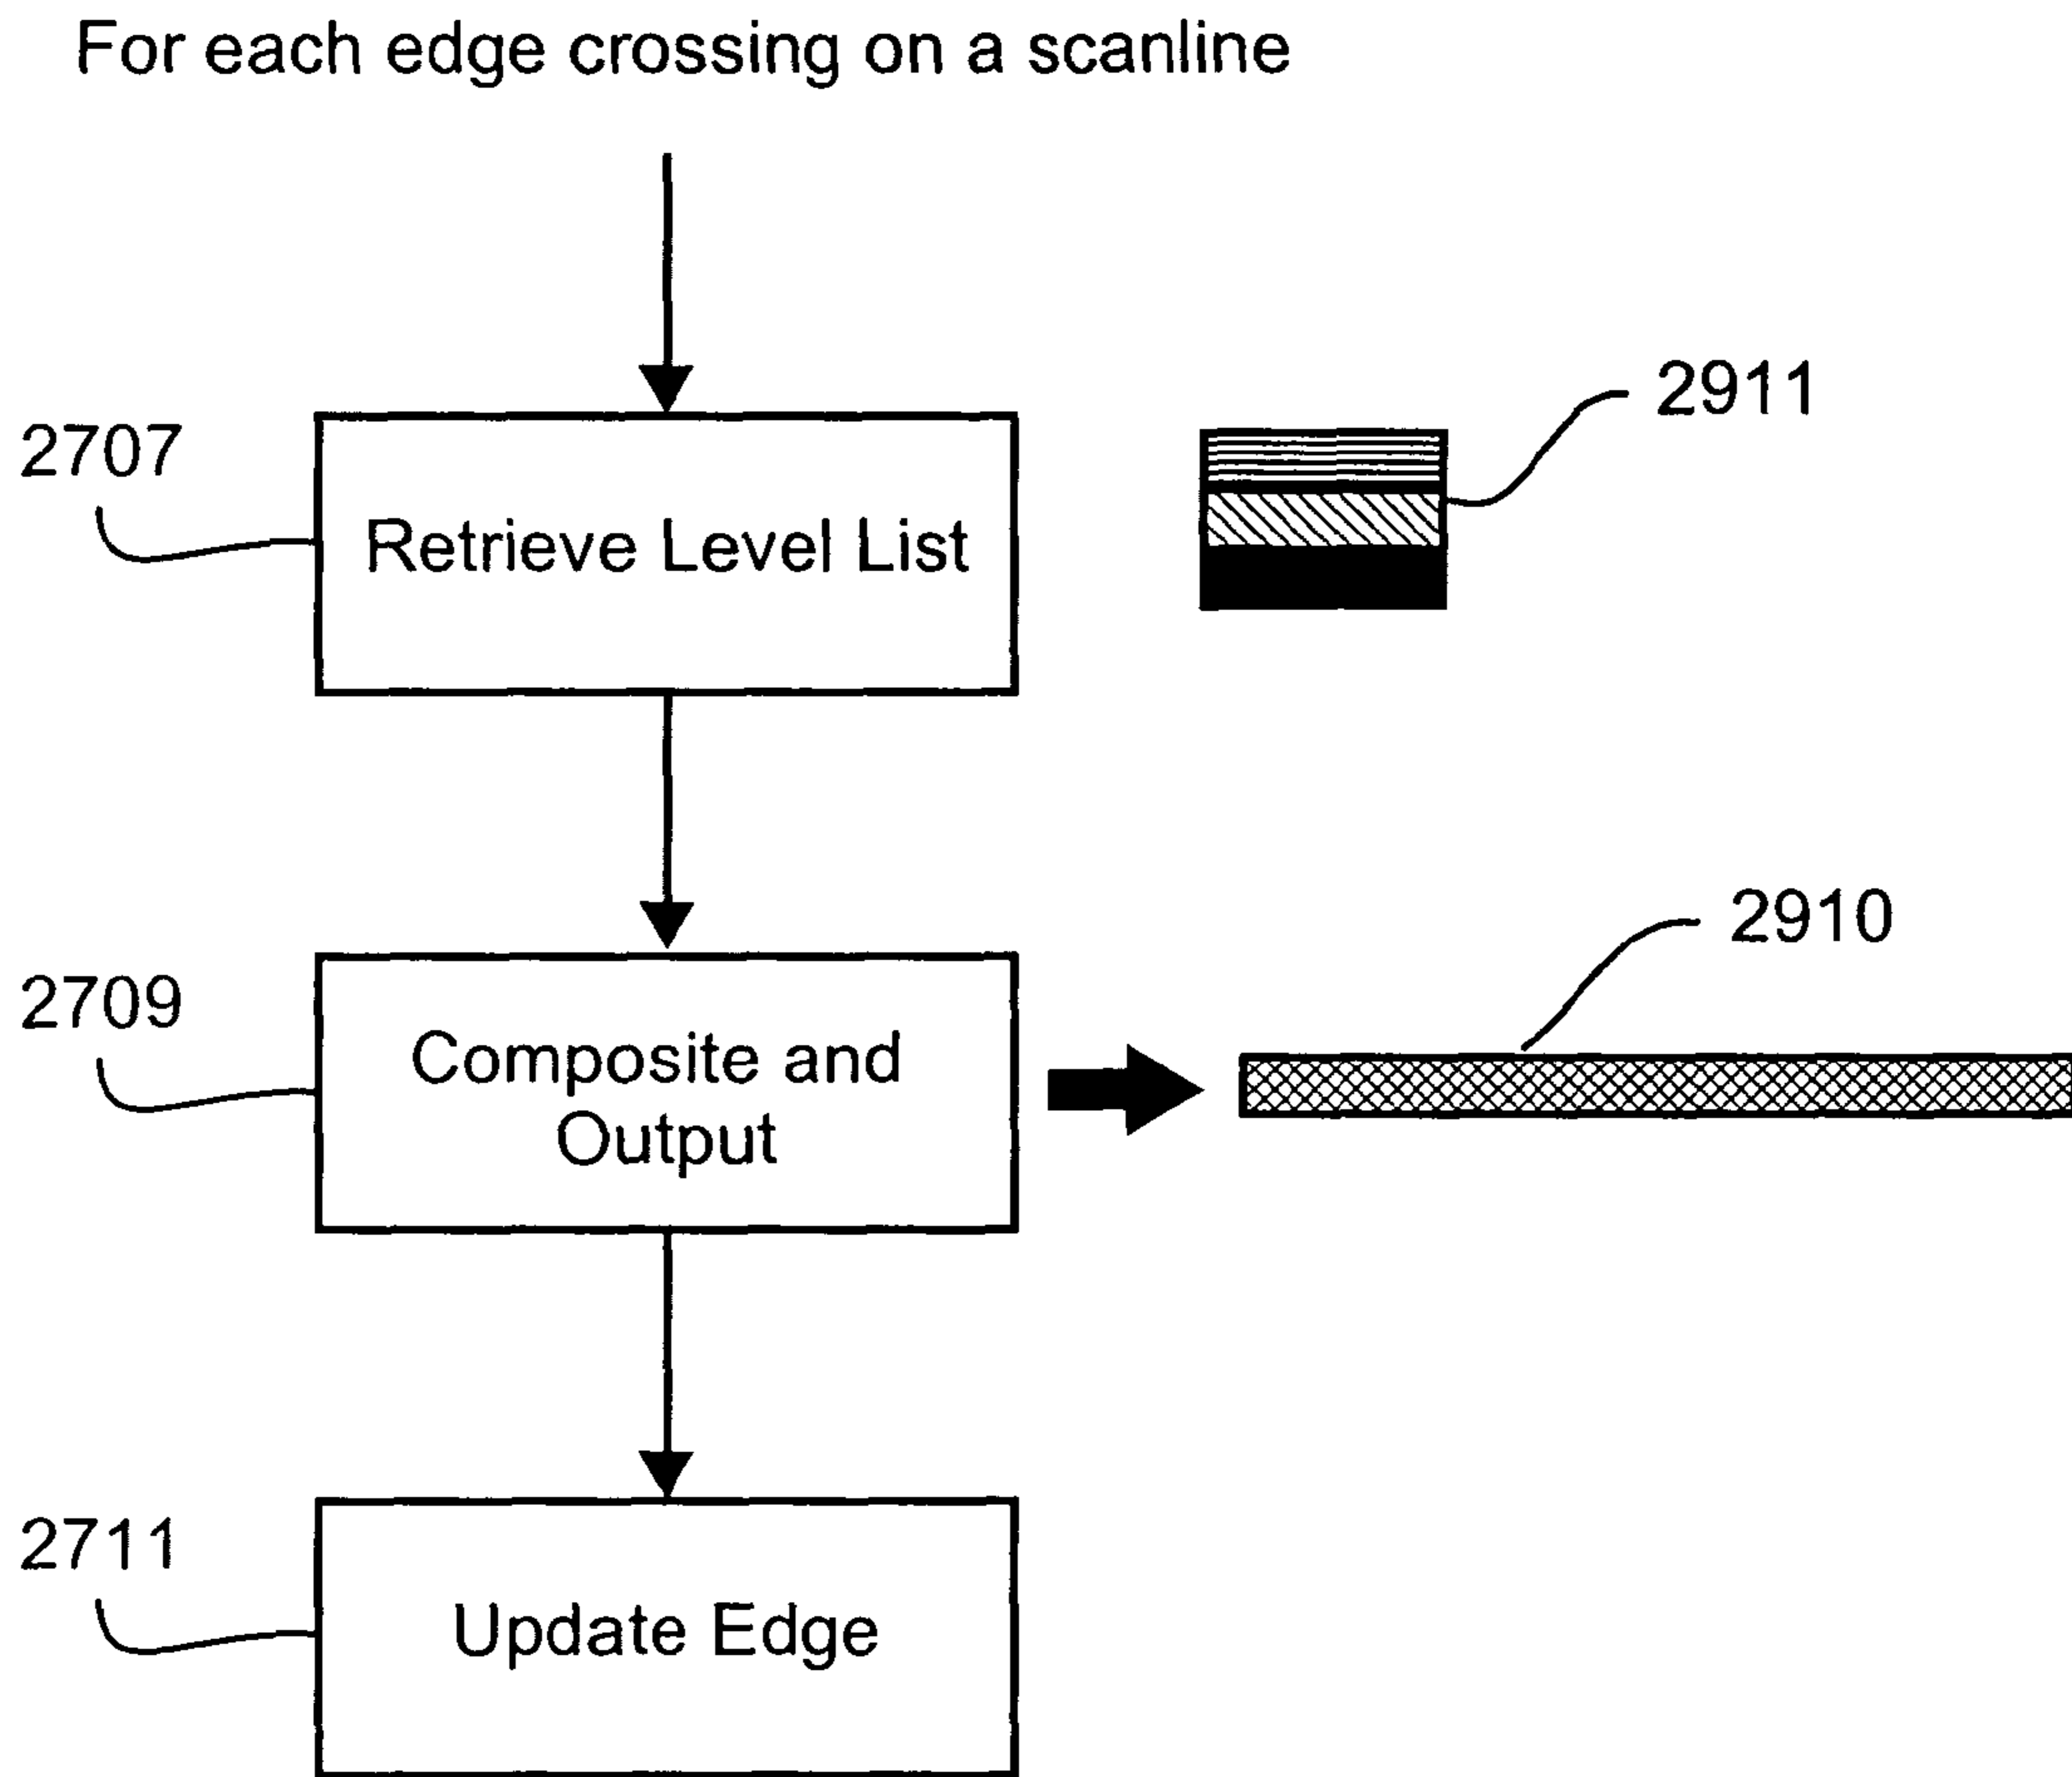 For each edge crossing on a scanline
2911
2707
Retrieve Level List
2910
2709
Composite and
Output
2711
Update Edge